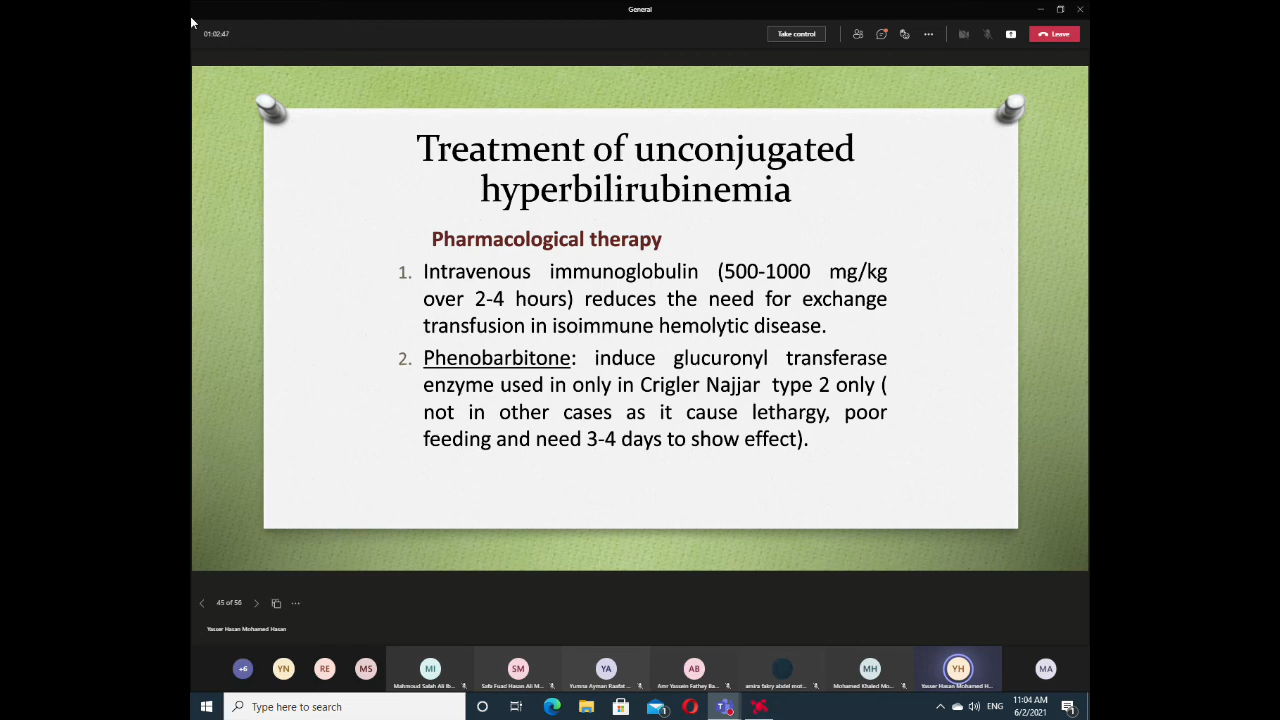 General
01:02:47
Take control
Leave
Treatment of unconjugated
hyperbilirubinemia
Pharmacological therapy
1. Intravenous immunoglobulin (500-1000 mg/kg
over 2-4 hours) reduces the need for exchange
transfusion in isoimmune hemolytic disease.
2. Phenobarbitone: induce glucuronyl transferase
enzyme used in only in Crigler Najjar type 2 only (
not in other cases as it cause lethargy, poor
feeding and need 3-4 days to show effect).
45 of 56
Yasser Hasan Mohamed Hasan
+6 YN RE MS MI SM YA AB MH YH MA
Mahmoud Salah Ali Ib... Safa Fuad Hasan Ali M... Yumna Ayman Raafat ... Amr Yassein Fathey Ba... amira fakry abdel mot... Mohamed Khaled Mo... Yasser Hasan Mohamed H...
Type here to search
1
ENG
11:04 AM
6/2/2021
1